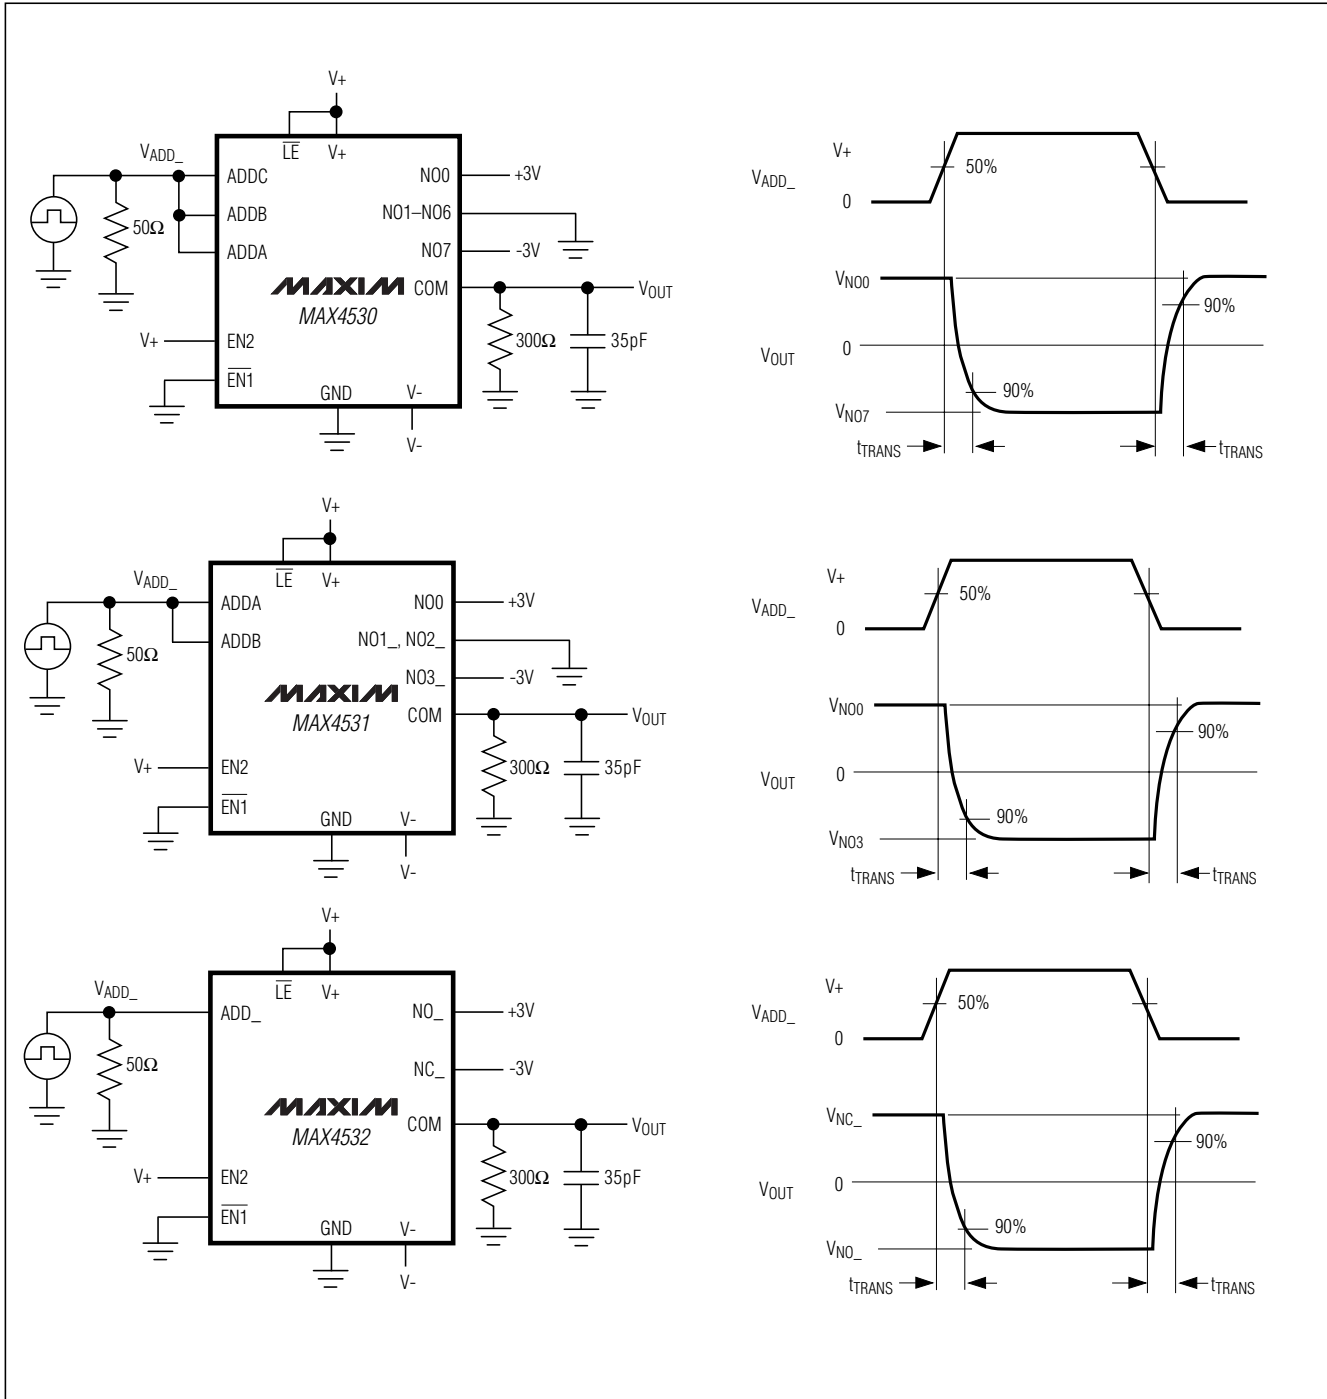 V+
LE
V+
VADD_
ADDC
ADDB
ADDA
50Ω
NO0
+3V
NO1–NO6
NO7
-3V
MAXIM
MAX4530
COM
VOUT
300Ω
35pF
V+
EN2
EN1
GND
V-
V-
V+
VADD_
0
50%
VNO0
90%
VOUT
0
90%
VNO7
tTRANS
tTRANS
V+
LE
V+
VADD_
ADDA
ADDB
50Ω
NO0
+3V
NO1_, NO2_
NO3_
-3V
MAXIM
MAX4531
COM
VOUT
300Ω
35pF
V+
EN2
EN1
GND
V-
V-
V+
VADD_
0
50%
VNO0
90%
VOUT
0
90%
VNO3
tTRANS
tTRANS
V+
LE
V+
VADD_
ADD_
50Ω
NO_
+3V
NC_
-3V
MAXIM
MAX4532
COM
VOUT
300Ω
35pF
V+
EN2
EN1
GND
V-
V-
V+
VADD_
0
50%
VNC_
90%
VOUT
0
90%
VNO_
tTRANS
tTRANS